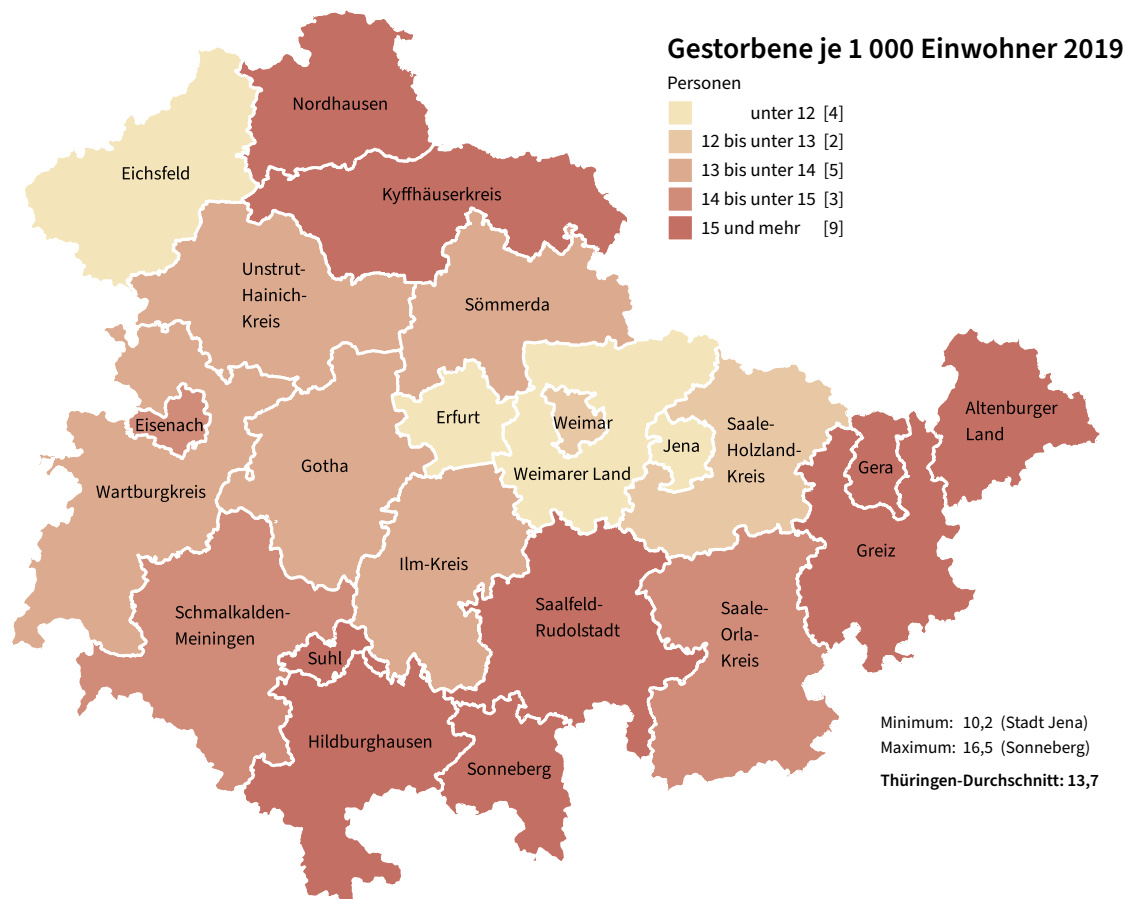 Gestorbene je 1 000 Einwohner 2019
Personen
unter 12 [4]
12 bis unter 13 [2]
13 bis unter 14 [5]
14 bis unter 15 [3]
15 und mehr [9]
Nordhausen
Eichsfeld
Kyffhäuserkreis
Unstrut-
Hainich-
Kreis
Sömmerda
Eisenach
Erfurt
Weimar
Jena
Saale-
Holzland-
Kreis
Altenburger
Land
Gera
Gotha
Weimarer Land
Wartburgkreis
Greiz
Ilm-Kreis
Schmalkalden-
Meiningen
Saalfeld-
Rudolstadt
Saale-
Orla-
Kreis
Suhl
Hildburghausen
Sonneberg
Minimum: 10,2 (Stadt Jena)
Maximum: 16,5 (Sonneberg)
Thüringen-Durchschnitt: 13,7